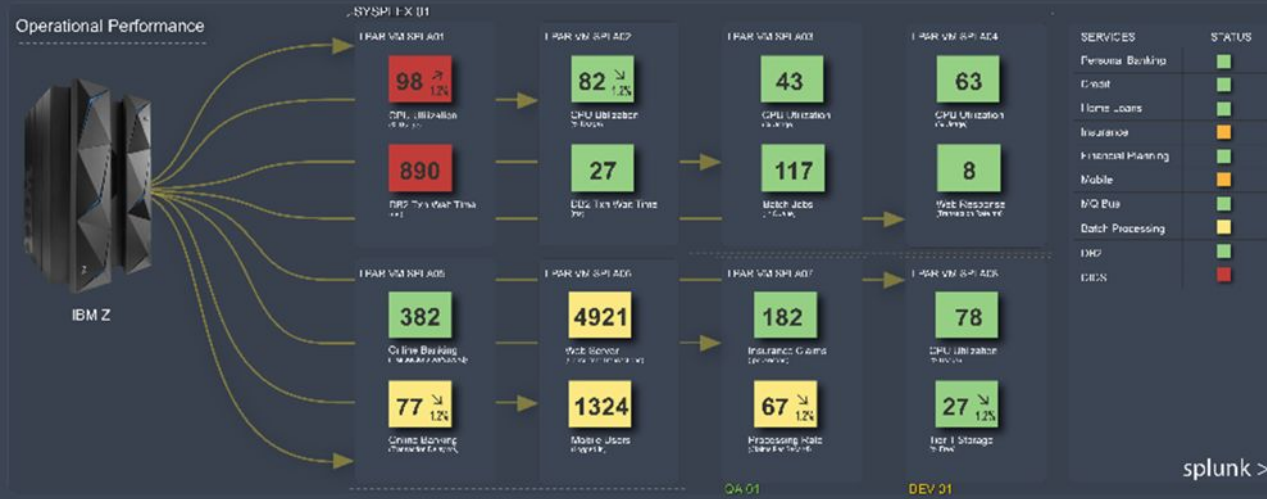 Operational Performance
IBM Z
SYSPLEX 01
LPAR VM SPLA01
98 1.2%
CPU Utilization
890
DB2 Txn Wait Time
LPAR VM SPLA02
82 1.2%
CPU Utilization
27
DB2 Txn Wait Time
LPAR VM SPLA03
43
CPU Utilization
117
Batch Jobs
LPAR VM SPLA04
63
CPU Utilization
8
Web Response
LPAR VM SPLA05
382
Online Banking
77 1.2%
Online Banking
LPAR VM SPLA06
4921
Web Server
1324
Mobile Users
LPAR VM SPLA07
182
Insurance Claims
67 1.2%
Processing Rate
QA 01
LPAR VM SPLA08
78
CPU Utilization
27 1.2%
Tier 1 Storage
DEV 01
SERVICES STATUS
Personal Banking
Credit
Home Loans
Insurance
Financial Planning
Mobile
MQ Bus
Batch Processing
DB2
CICS
splunk >